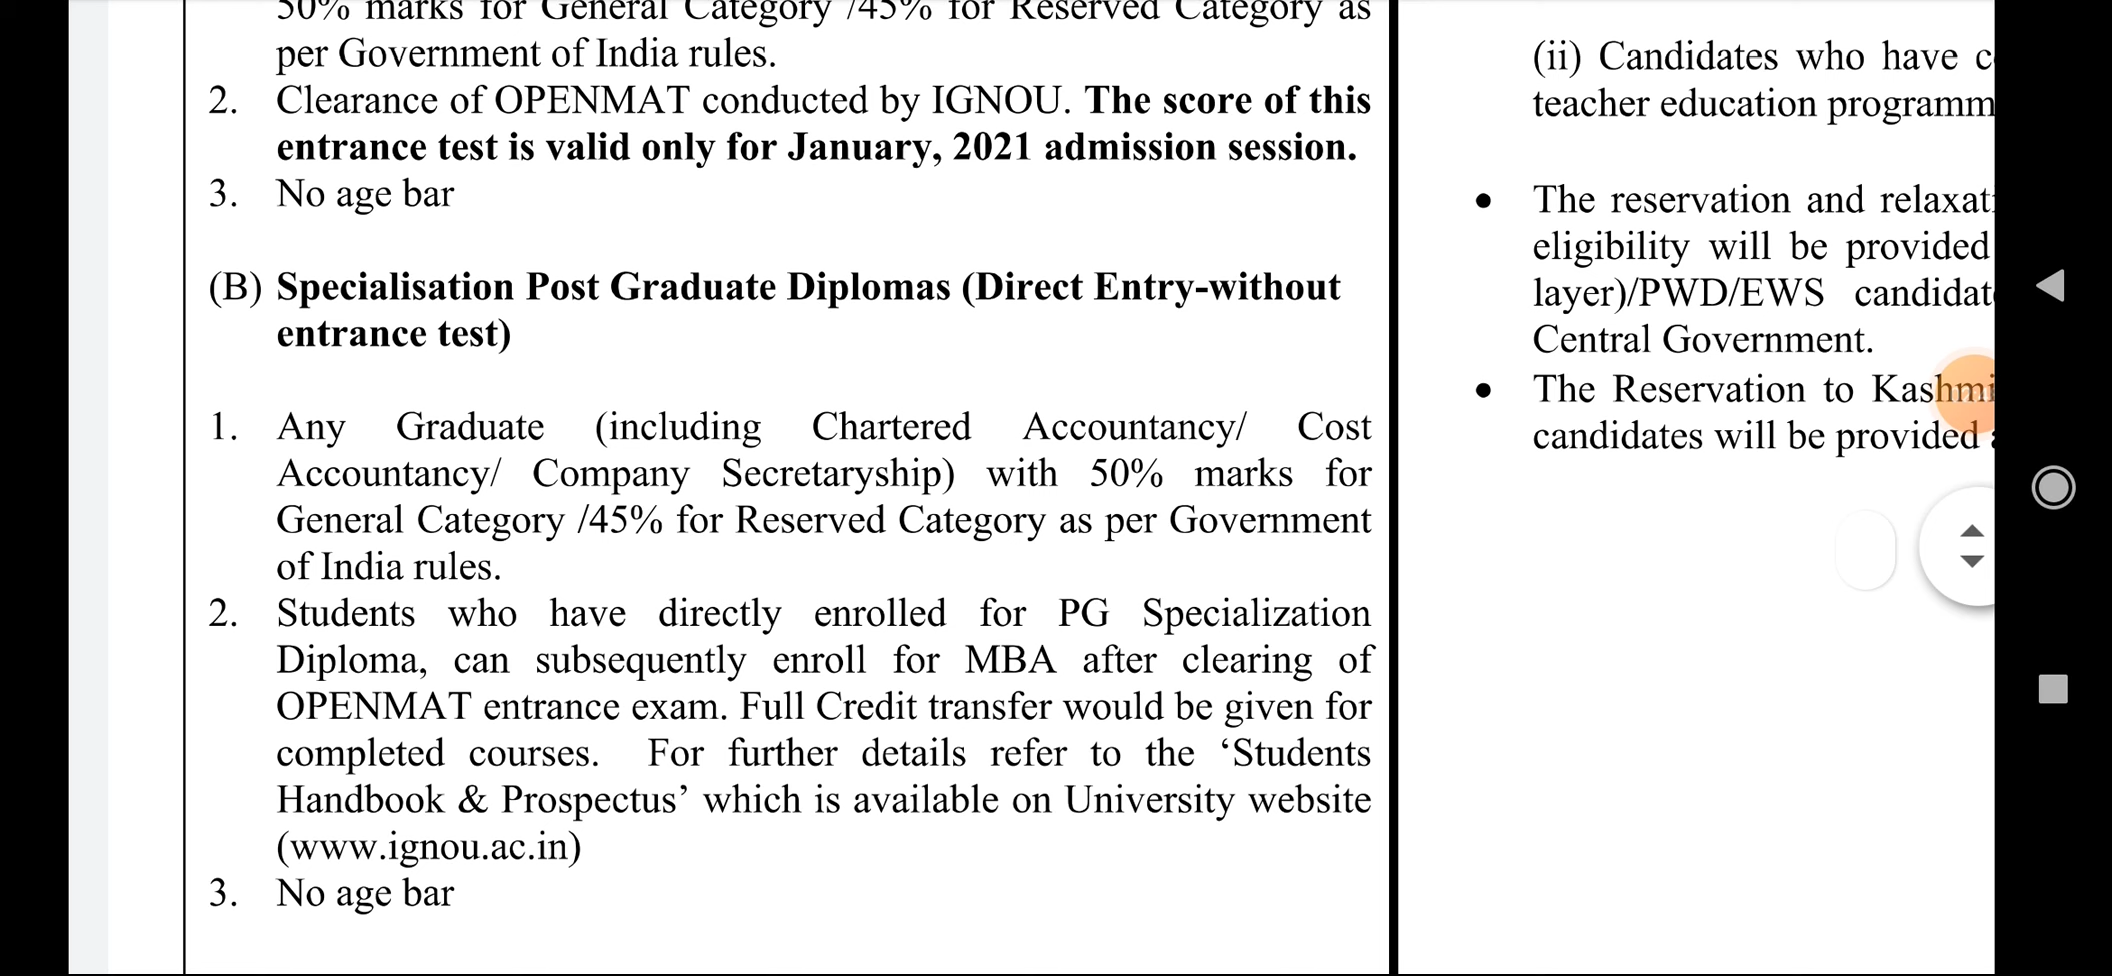 50% marks for General Category /45% for Reserved Category as
per Government of India rules.
2. Clearance of OPENMAT conducted by IGNOU. The score of this
entrance test is valid only for January, 2021 admission session.
3. No age bar
(B) Specialisation Post Graduate Diplomas (Direct Entry-without
entrance test)
1. Any Graduate (including Chartered Accountancy/ Cost
Accountancy/ Company Secretaryship) with 50% marks for
General Category /45% for Reserved Category as per Government
of India rules.
2. Students who have directly enrolled for PG Specialization
Diploma, can subsequently enroll for MBA after clearing of
OPENMAT entrance exam. Full Credit transfer would be given for
completed courses. For further details refer to the ‘Students
Handbook & Prospectus’ which is available on University website
(www.ignou.ac.in)
3. No age bar
(ii) Candidates who have
teacher education
• The reservation and
eligibility will be provided
layer)/PWD/EWS
Central Government.
• The Reservation to
candidates will be provided